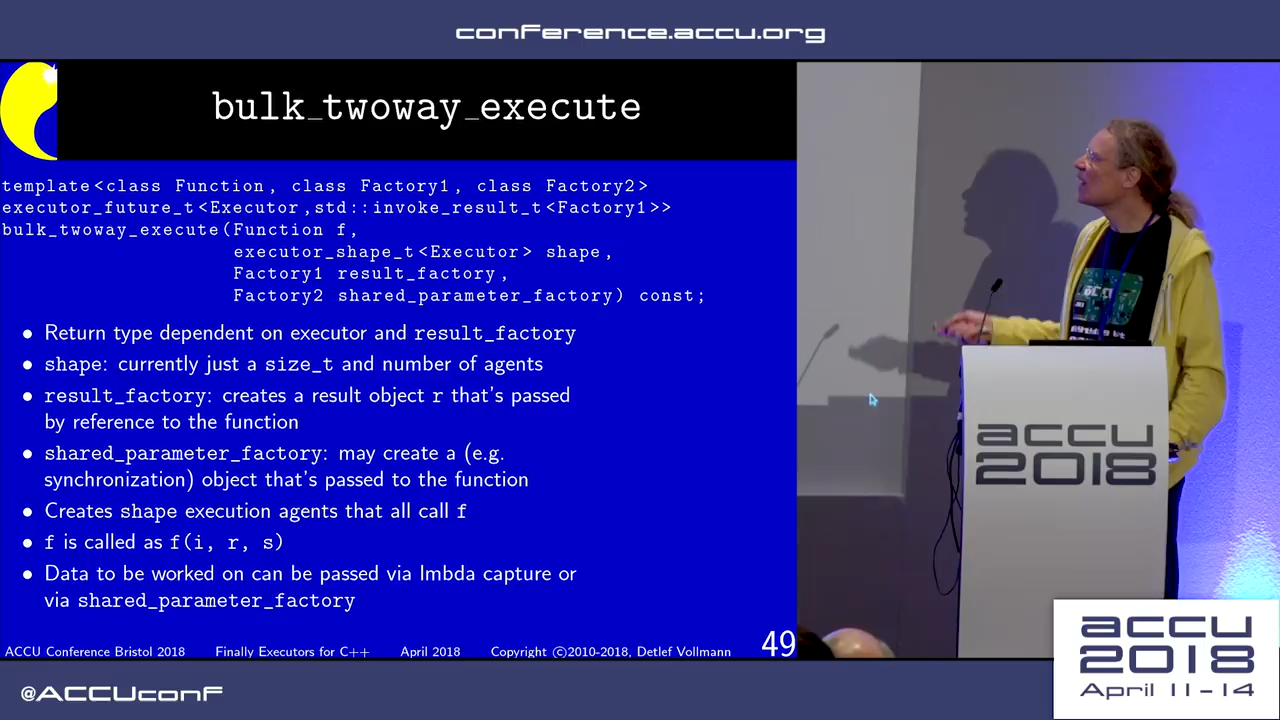 conference.accu.org
bulk_twoway_execute
template<class Function, class Factory1, class Factory2>
executor_future_t<Executor,std::invoke_result_t<Factory1>>
bulk_twoway_execute(Function f,
executor_shape_t<Executor> shape,
Factory1 result_factory,
Factory2 shared_parameter_factory) const;
• Return type dependent on executor and result_factory
• shape: currently just a size_t and number of agents
• result_factory: creates a result object r that's passed
by reference to the function
• shared_parameter_factory: may create a (e.g.
synchronization) object that's passed to the function
• Creates shape execution agents that all call f
• f is called as f(i, r, s)
• Data to be worked on can be passed via lmbda capture or
via shared_parameter_factory
ACCU Conference Bristol 2018 Finally Executors for C++ April 2018 Copyright ©2010-2018, Detlef Vollmann 49
accu
2018
accu
2018
April 11-14
@ACCUconf